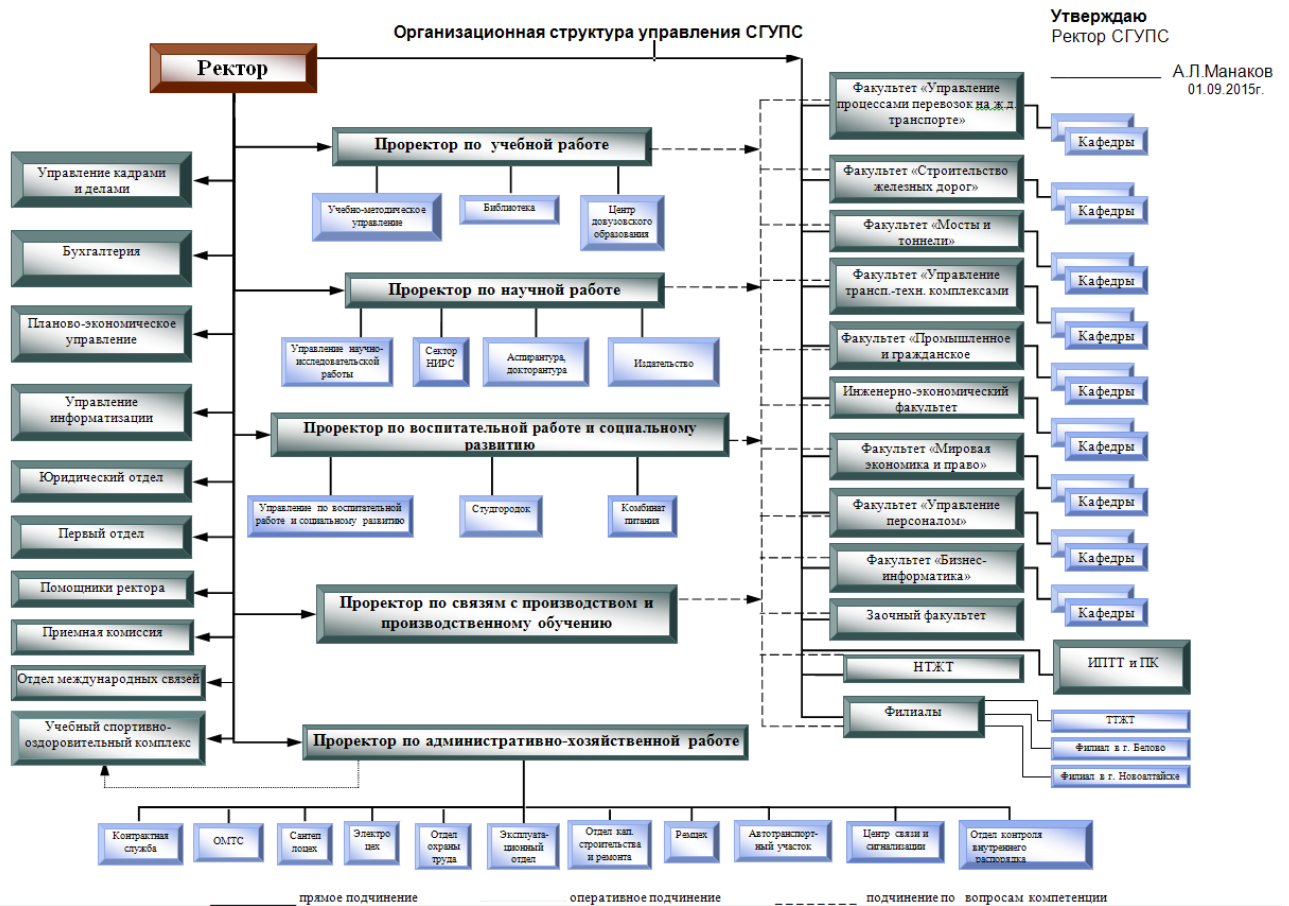 Организационная структура управления СГУПС
Утверждаю
Ректор СГУПС
А.Л.Манаков
01.09.2015г.
Ректор
Управление кадрами
и делами
Бухгалтерия
Планово-экономическое
управление
Управление
информатизации
Юридический отдел
Первый отдел
Помощники ректора
Приемная комиссия
Отдел международных связей
Учебный спортивно-
оздоровительный комплекс
Проректор по учебной работе
Учебно-методическое
управление
Библиотека
Центр
довузовского
образования
Проректор по научной работе
Управление научно-
исследовательской
работы
Сектор
НИРС
Аспирантура,
докторантура
Издательство
Проректор по воспитательной работе и социальному
развитию
Управление по воспитательной
работе и социальному развитию
Студгородок
Комбинат
питания
Проректор по связям с производством и
производственному обучению
Проректор по административно-хозяйственной работе
Контрактная
служба
ОМТС
Сантеп
лоцех
Электро
цех
Отдел
охраны
труда
Эксплуата-
ционный
отдел
Отдел кап.
строительства
и ремонта
Ремцех
Автотранспорт-
ный участок
Центр связи и
сигнализации
Отдел контроля
внутреннего
распорядка
Факультет «Управление
процессами перевозок на ж.д.
транспорте»
Кафедры
Факультет «Строительство
железных дорог»
Кафедры
Факультет «Мосты и
тоннели»
Кафедры
Факультет «Управление
трансп.-техн. комплексами
Кафедры
Факультет «Промышленное
и гражданское
Кафедры
Инженерно-экономический
факультет
Кафедры
Факультет «Мировая
экономика и право»
Кафедры
Факультет «Управление
персоналом»
Кафедры
Факультет «Бизнес-
информатика»
Кафедры
Заочный факультет
НТЖТ
ИПТТ и ПК
Филиалы
ТТЖТ
Филиал в г. Белово
Филиал в г. Новоалтайске
прямое подчинение
оперативное подчинение
подчинение по вопросам компетенции